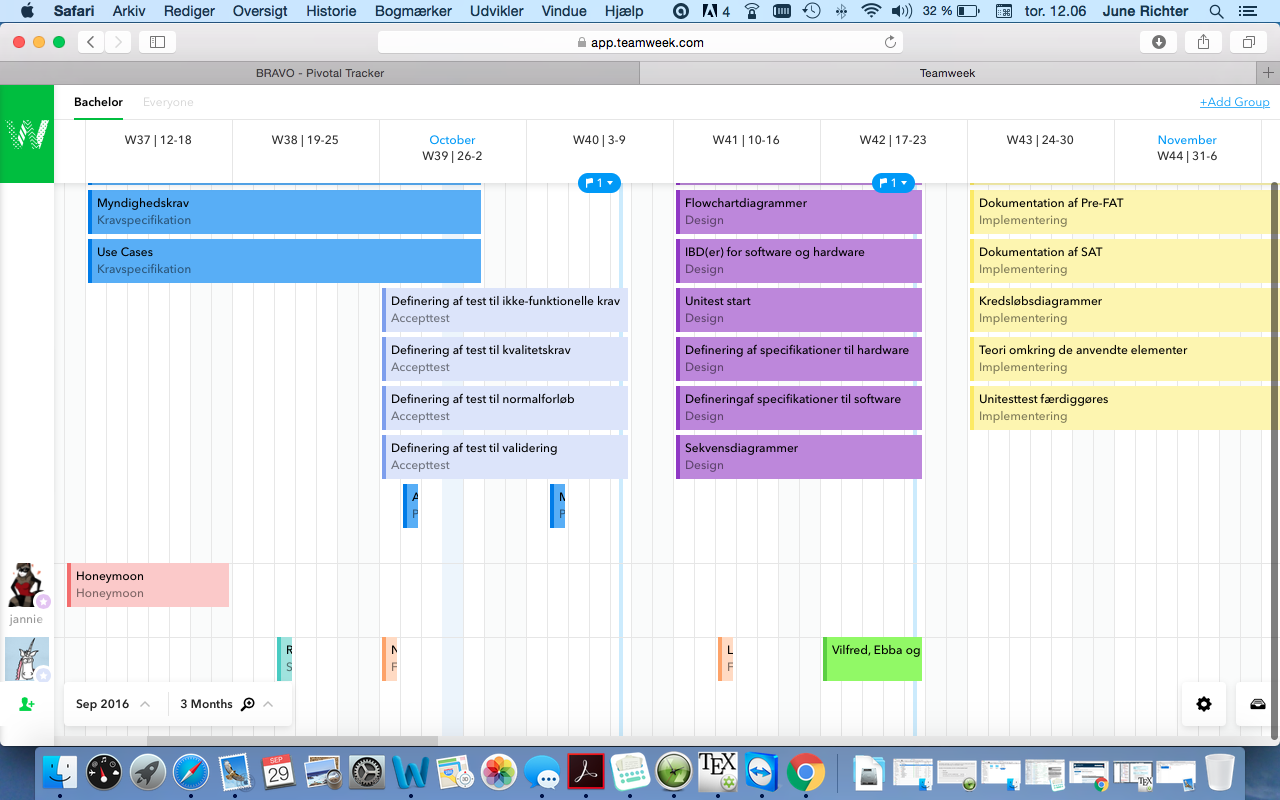 Safari Arkiv Rediger Oversigt Historie Bogmærker Udvikler Vindue Hjælp 4 32 % tor. 12.06 June Richter
app.teamweek.com
BRAVO - Pivotal Tracker Teamweek
Bachelor Everyone +Add Group
W37 | 12-18 W38 | 19-25 October W40 | 3-9 W41 | 10-16 W42 | 17-23 W43 | 24-30 November
W39 | 26-2 W44 | 31-6
1 1
Myndighedskrav Flowchartdiagrammer Dokumentation af Pre-FAT
Kravspecifikation Design Implementering
Use Cases IBD(er) for software og hardware Dokumentation af SAT
Kravspecifikation Design Implementering
Definering af test til ikke-funktionelle krav Unitest start Kredsløbsdiagrammer
Accepttest Design Implementering
Definering af test til kvalitetskrav Definering af specifikationer til hardware Teori omkring de anvendte elementer
Accepttest Design Implementering
Definering af test til normalforløb Defineringaf specifikationer til software Unitesttest færdiggøres
Accepttest Design Implementering
Definering af test til validering Sekvensdiagrammer
Accepttest Design
Honeymoon
Honeymoon
jannie
Vilfred, Ebba og
Sep 2016 3 Months
SEP
29
TEX